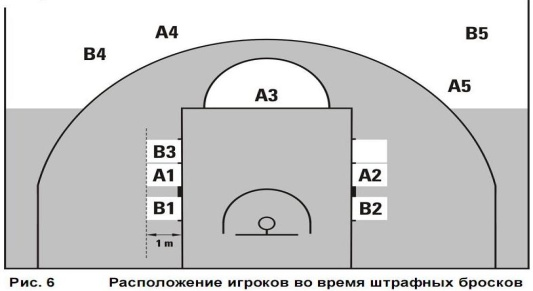 A4
B5
B4
A5
A3
B3
A1 A2
B1 B2
1 m
Рис. 6 Расположение игроков во время штрафных бросков